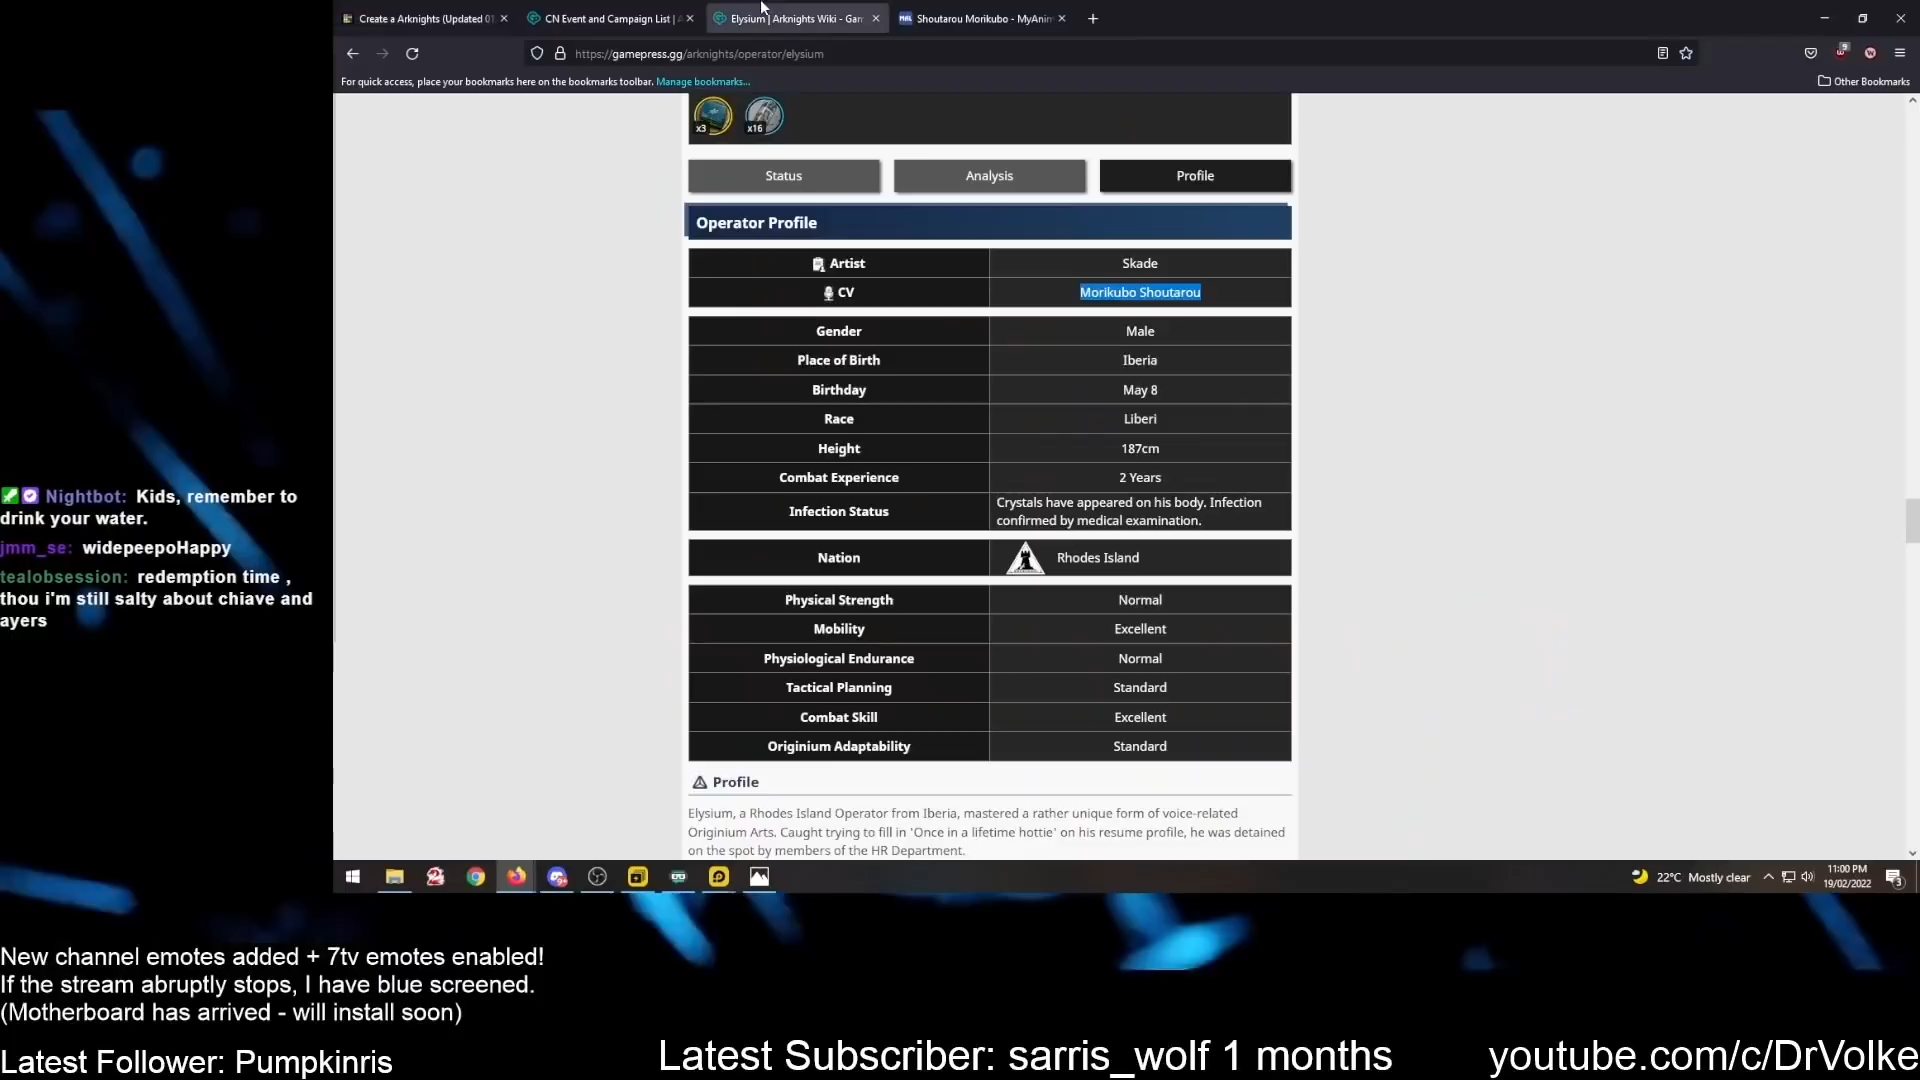 Create a Arknights (Updated 01
CN Event and Campaign List |
Elysium | Arknights Wiki - Gam
Shoutarou Morikubo - MyAnim
https://gamepress.gg/arknights/operator/elysium
For quick access, place your bookmarks here on the bookmarks toolbar. Manage bookmarks...
Other Bookmarks
x3
x16
Status
Analysis
Profile
Operator Profile
Artist
Skade
CV
Morikubo Shoutarou
Gender
Male
Place of Birth
Iberia
Birthday
May 8
Race
Liberi
Height
187cm
Combat Experience
2 Years
Infection Status
Crystals have appeared on his body. Infection
confirmed by medical examination.
Nation
Rhodes Island
Physical Strength
Normal
Mobility
Excellent
Physiological Endurance
Normal
Tactical Planning
Standard
Combat Skill
Excellent
Originium Adaptability
Standard
Profile
Elysium, a Rhodes Island Operator from Iberia, mastered a rather unique form of voice-related
Originium Arts. Caught trying to fill in 'Once in a lifetime hottie' on his resume profile, he was detained
on the spot by members of the HR Department.
Nightbot: Kids, remember to
drink your water.
jmm_se: widepeepoHappy
tealobsession: redemption time ,
thou i'm still salty about chiave and
ayers
22°C Mostly clear
11:00 PM
19/02/2022
3
New channel emotes added + 7tv emotes enabled!
If the stream abruptly stops, I have blue screened.
(Motherboard has arrived - will install soon)
Latest Follower: Pumpkinris
Latest Subscriber: sarris_wolf 1 months
youtube.com/c/DrVolke